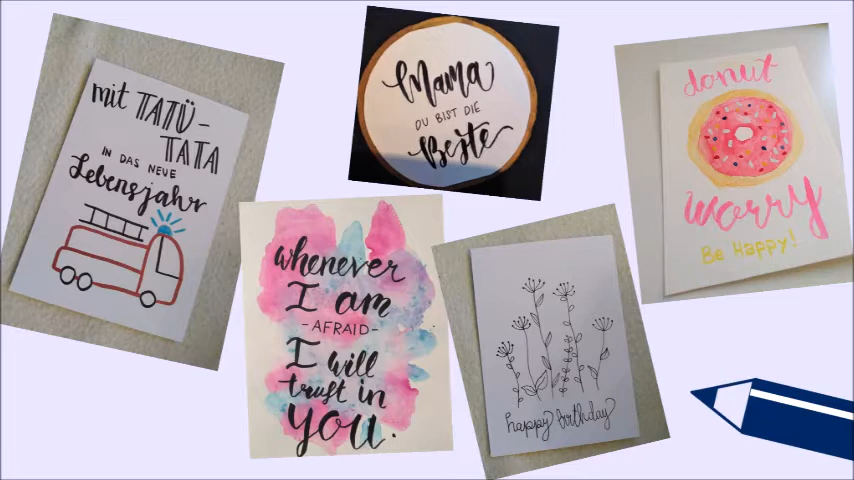 mit TATÜ-
TATA
IN DAS NEUE
Lebensjahr
Mama
DU BIST DIE
Beste
donut
worry
Be Happy!
whenever
I am
-AFRAID-
I will
trust in
you.
happy birthday